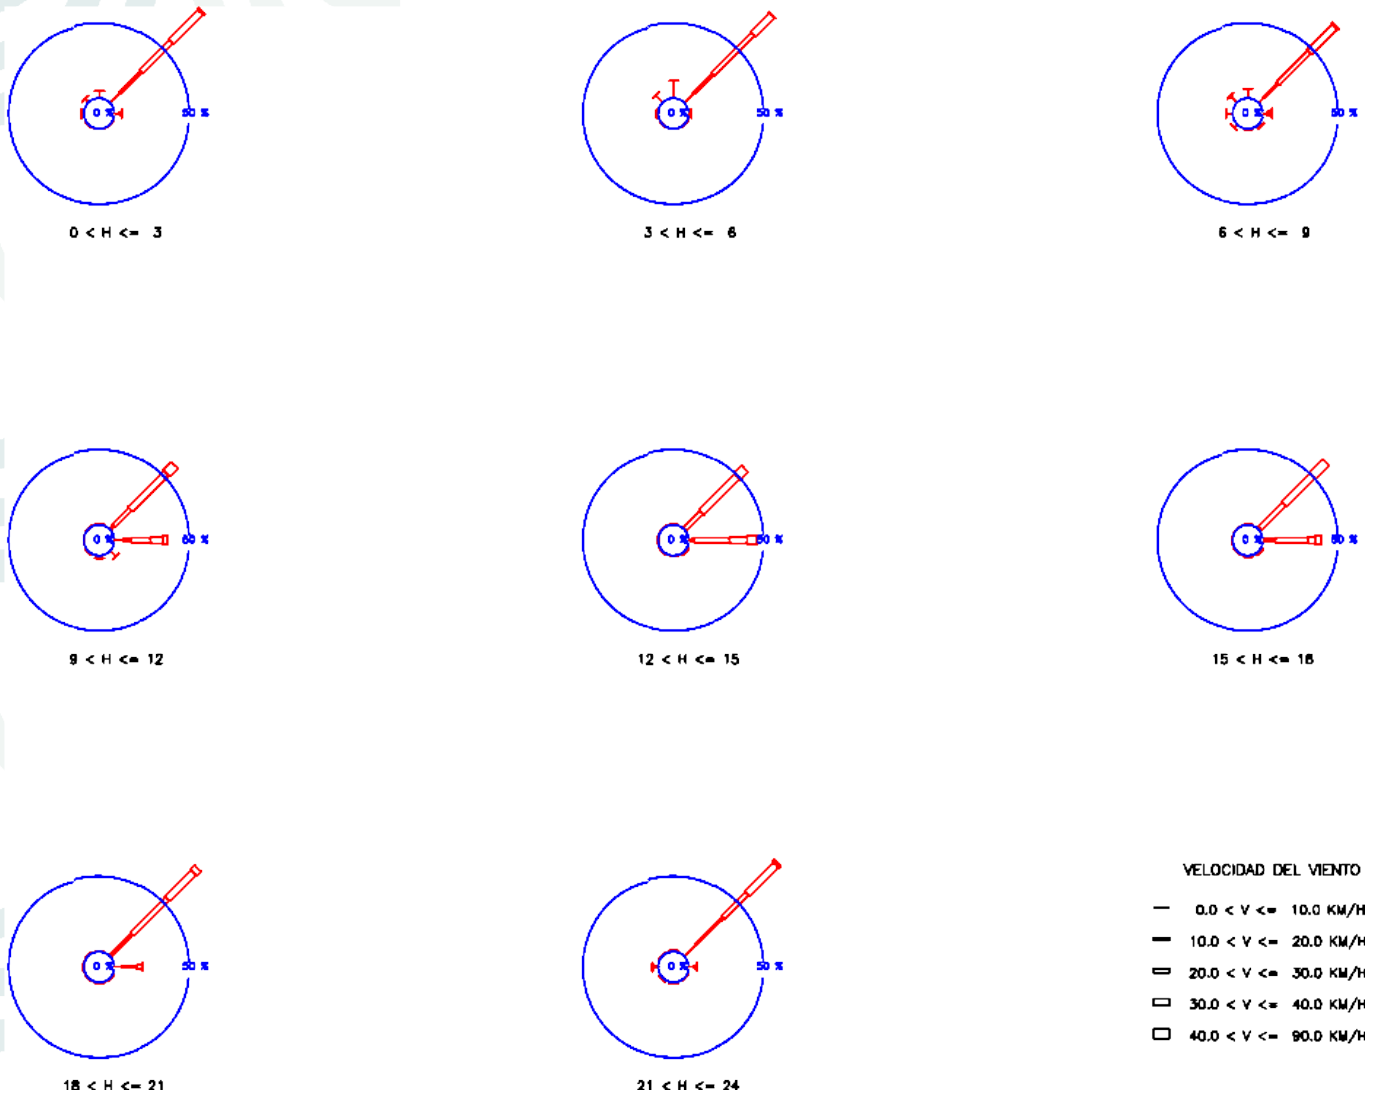 0 % 50 %
0 < H <= 3
0 % 50 %
3 < H <= 6
0 % 50 %
6 < H <= 9
0 % 50 %
9 < H <= 12
0 % 50 %
12 < H <= 15
0 % 50 %
15 < H <= 18
0 % 50 %
18 < H <= 21
0 % 50 %
21 < H <= 24
VELOCIDAD DEL VIENTO
0.0 < V <= 10.0 KM/H
10.0 < V <= 20.0 KM/H
20.0 < V <= 30.0 KM/H
30.0 < V <= 40.0 KM/H
40.0 < V <= 90.0 KM/H